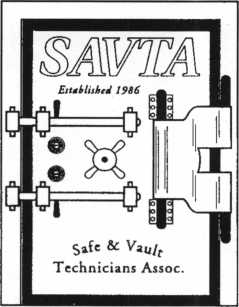 SAVTA
Established 1986
Safe & Vault
Technicians Assoc.